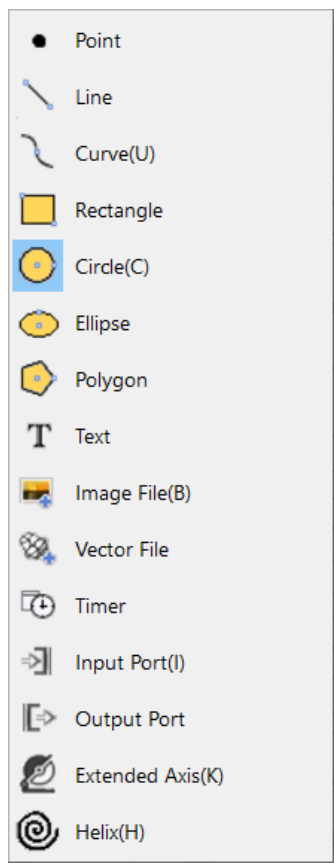 Point
Line
Curve(U)
Rectangle
Circle(C)
Ellipse
Polygon
Text
Image File(B)
Vector File
Timer
Input Port(I)
Output Port
Extended Axis(K)
Helix(H)